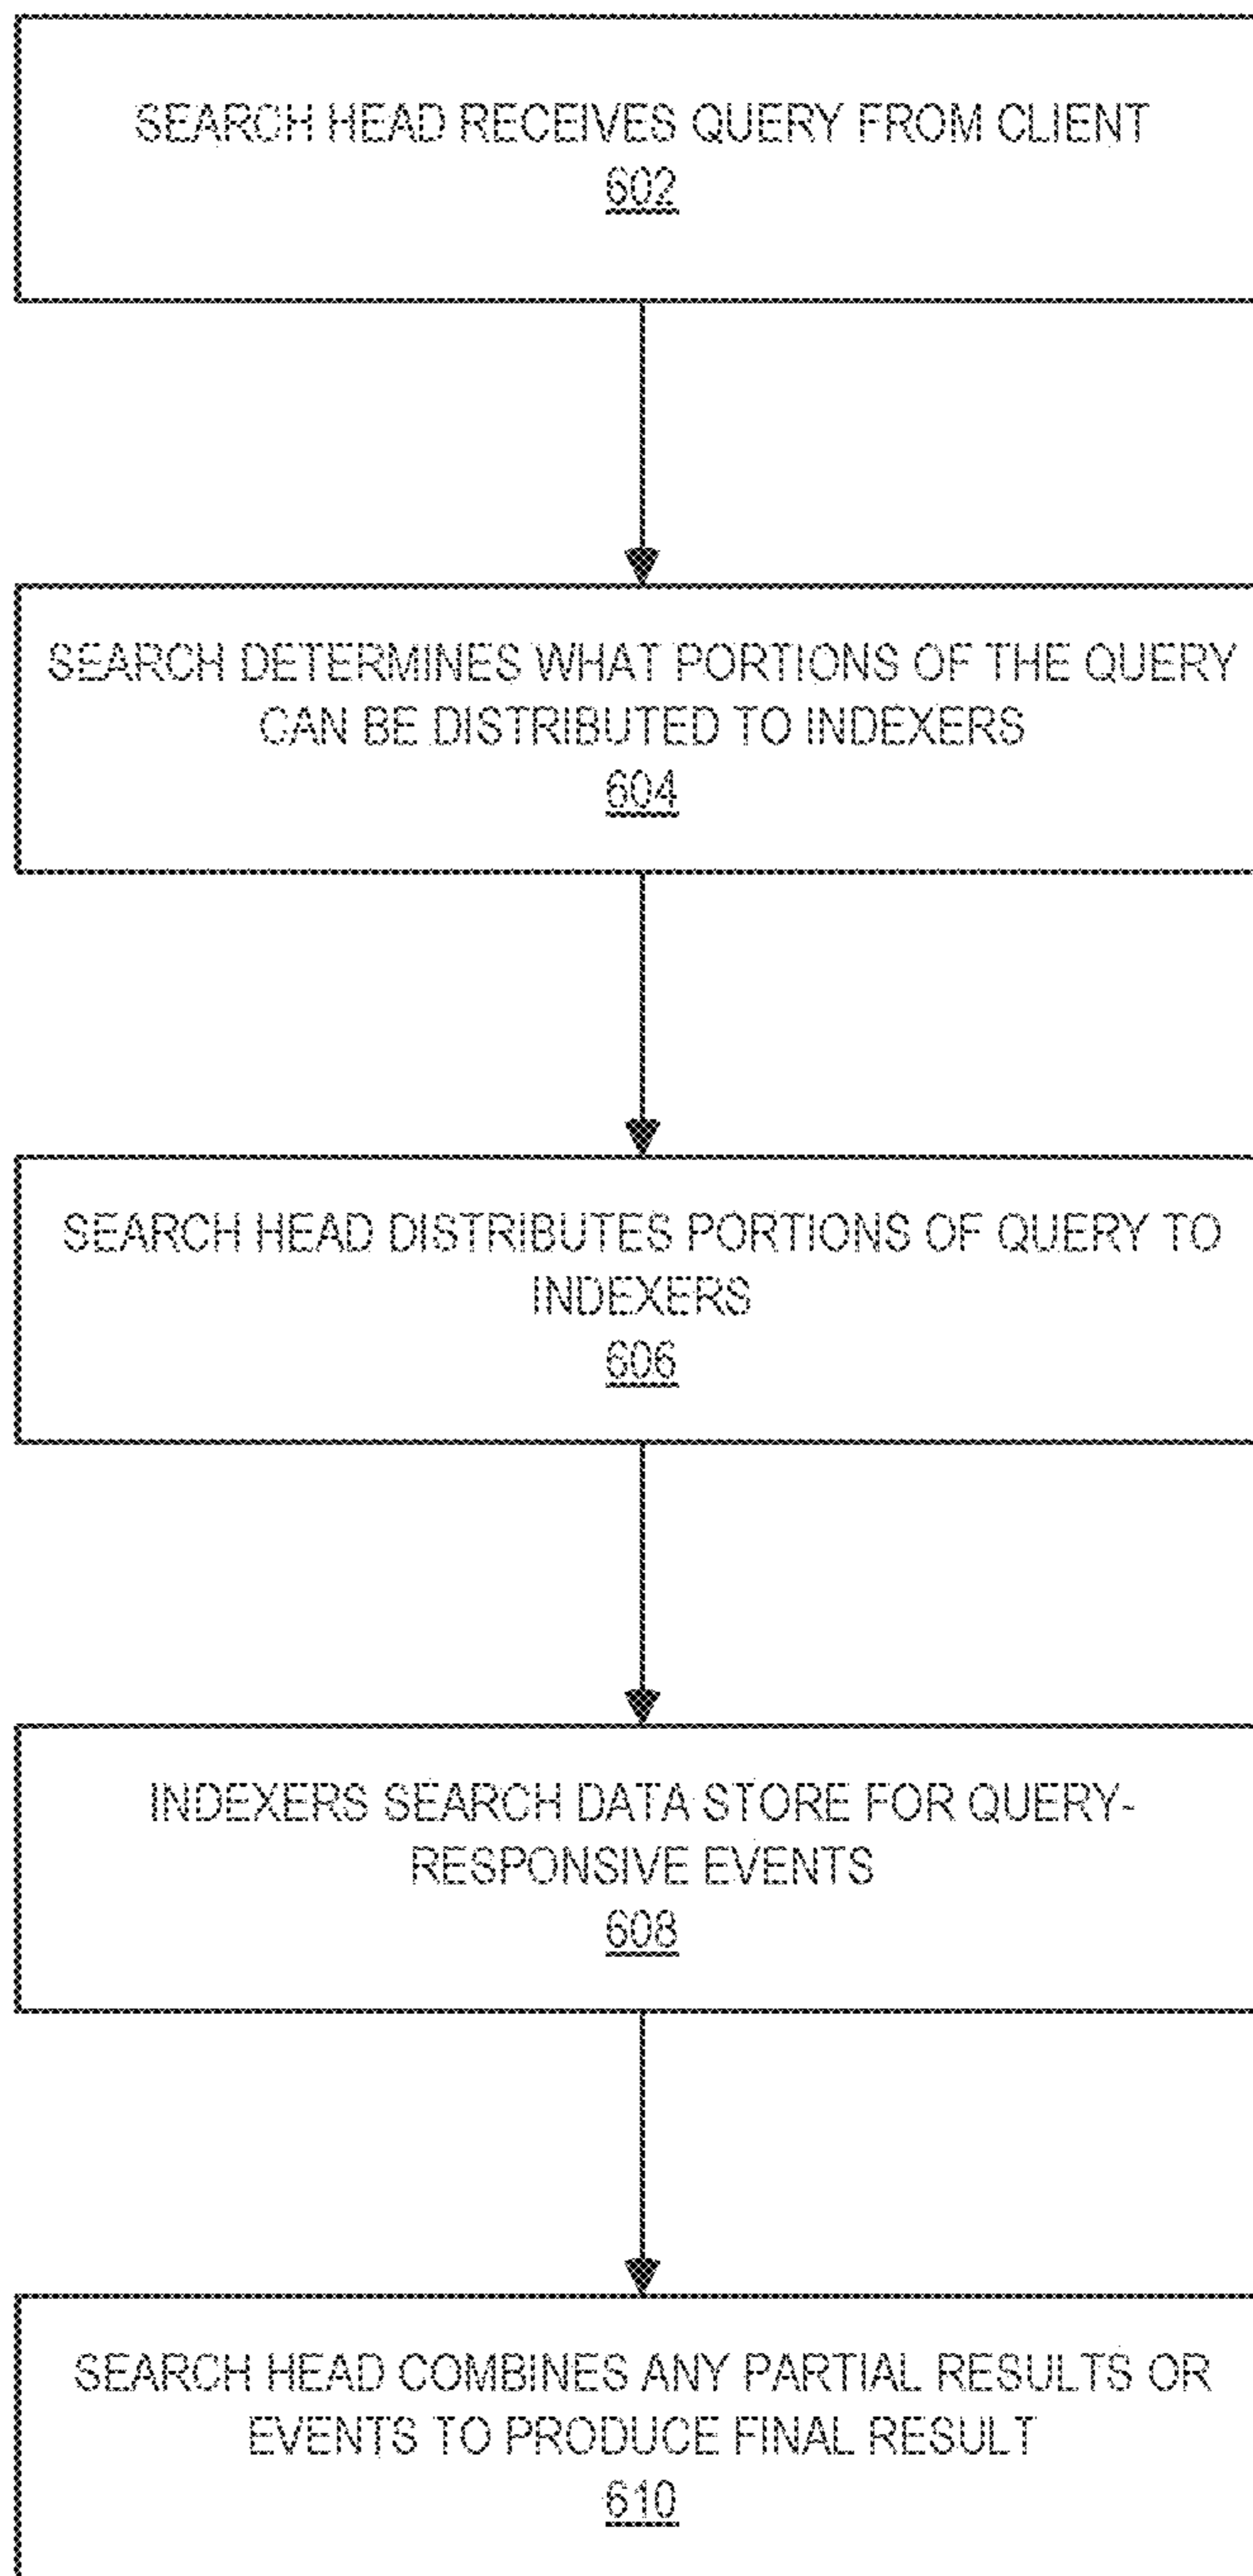 SEARCH HEAD RECEIVES QUERY FROM CLIENT
602
SEARCH DETERMINES WHAT PORTIONS OF THE QUERY
CAN BE DISTRIBUTED TO INDEXERS
604
SEARCH HEAD DISTRIBUTES PORTIONS OF QUERY TO
INDEXERS
606
INDEXERS SEARCH DATA STORE FOR QUERY-
RESPONSIVE EVENTS
608
SEARCH HEAD COMBINES ANY PARTIAL RESULTS OR
EVENTS TO PRODUCE FINAL RESULT
610